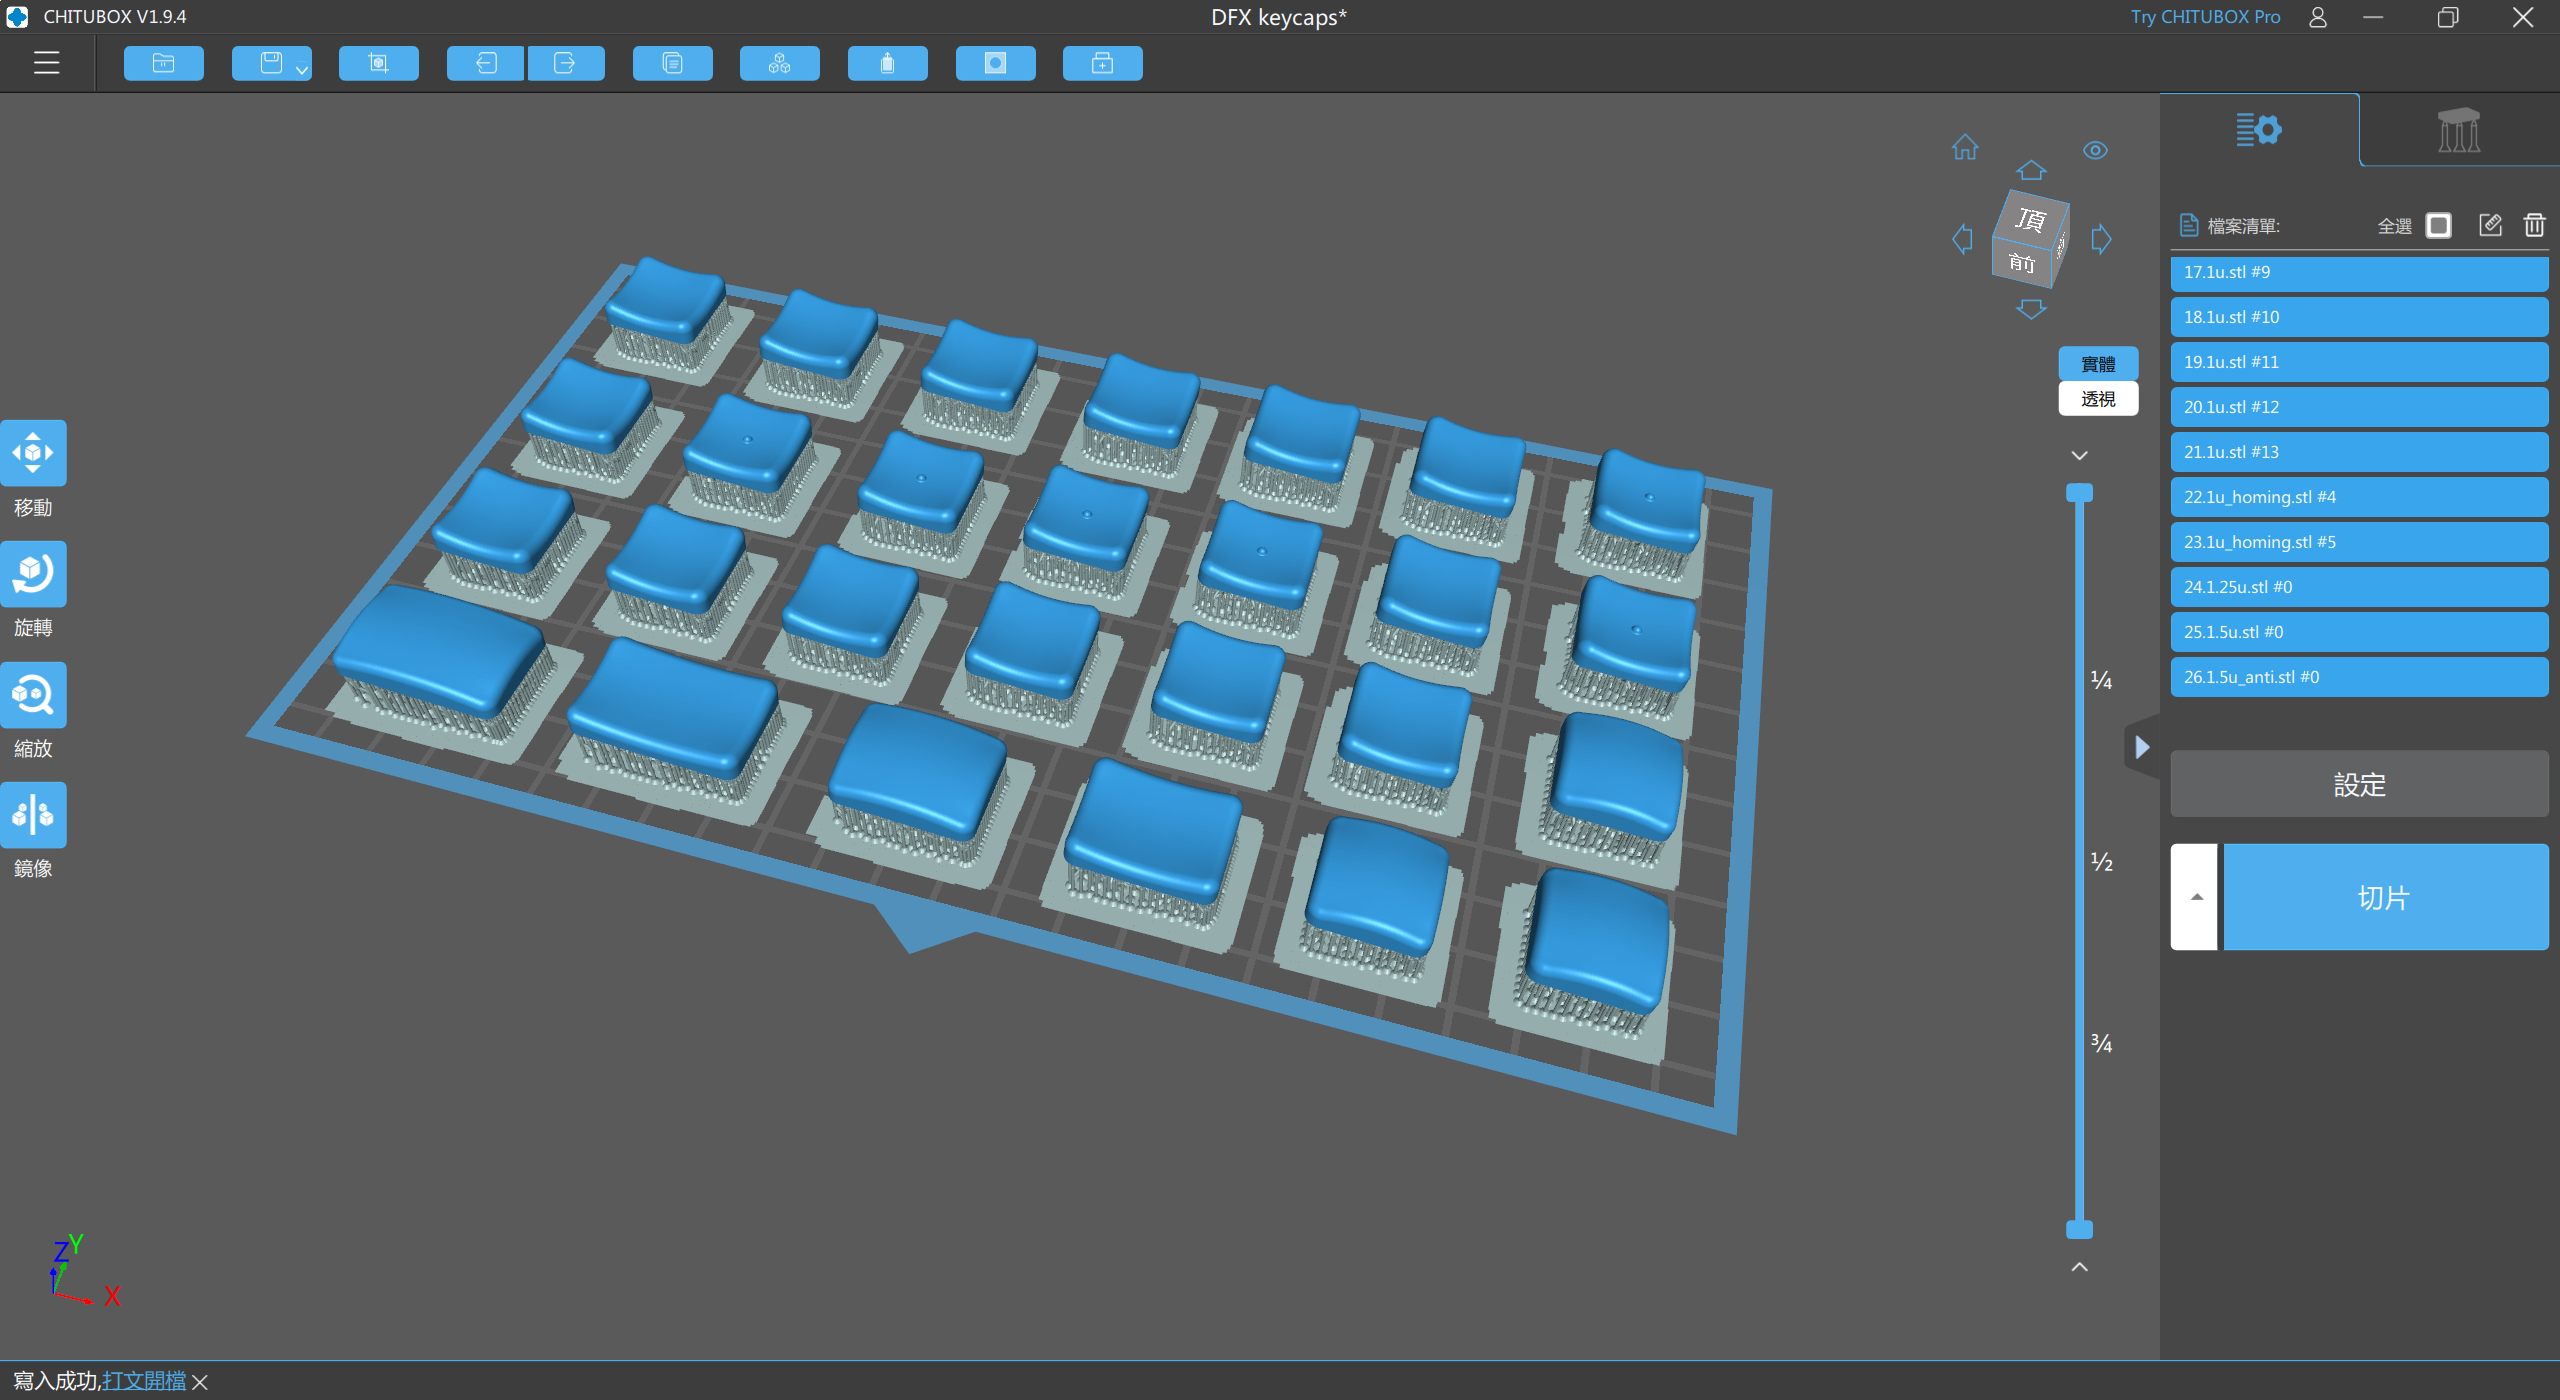 CHITUBOX V1.9.4
DFX keycaps*
Try CHITUBOX Pro
頂
前
實體
透視
移動
旋轉
縮放
鏡像
¼
½
¾
檔案清單:
全選
17.1u.stl #9
18.1u.stl #10
19.1u.stl #11
20.1u.stl #12
21.1u.stl #13
22.1u_homing.stl #4
23.1u_homing.stl #5
24.1.25u.stl #0
25.1.5u.stl #0
26.1.5u_anti.stl #0
設定
切片
Z
Y
X
寫入成功,打文開檔